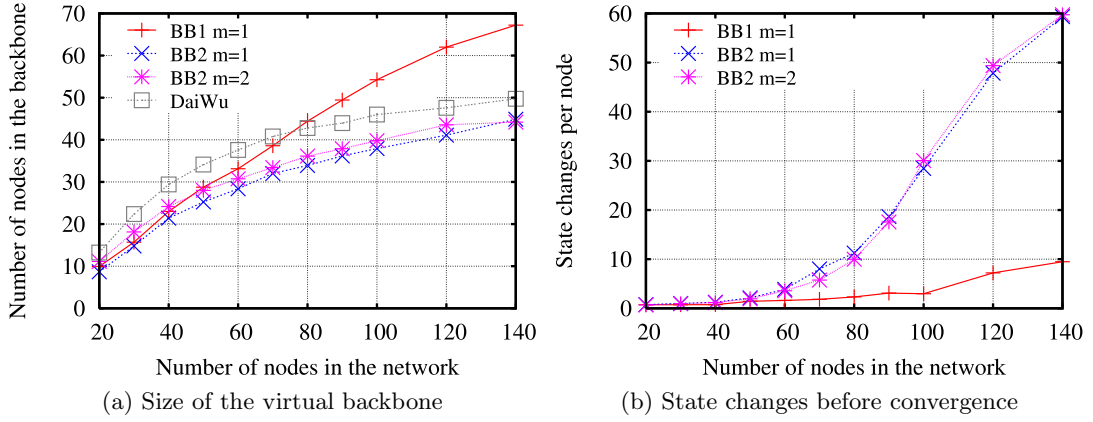 Number of nodes in the backbone
70
60
50
40
30
20
10
0
BB1 m=1
BB2 m=1
BB2 m=2
DaiWu
20 40 60 80 100 120 140
Number of nodes in the network
(a) Size of the virtual backbone
State changes per node
60
50
40
30
20
10
0
BB1 m=1
BB2 m=1
BB2 m=2
20 40 60 80 100 120 140
Number of nodes in the network
(b) State changes before convergence